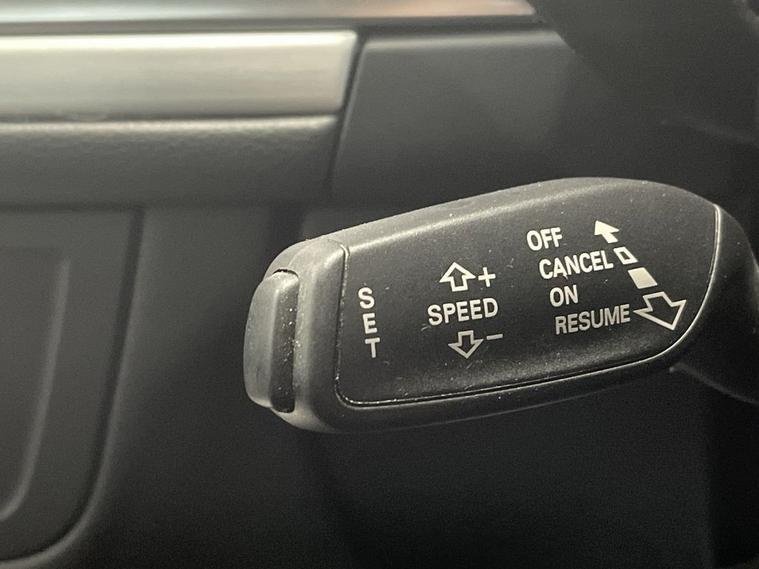 SET
+
SPEED
−
OFF
CANCEL
ON
RESUME